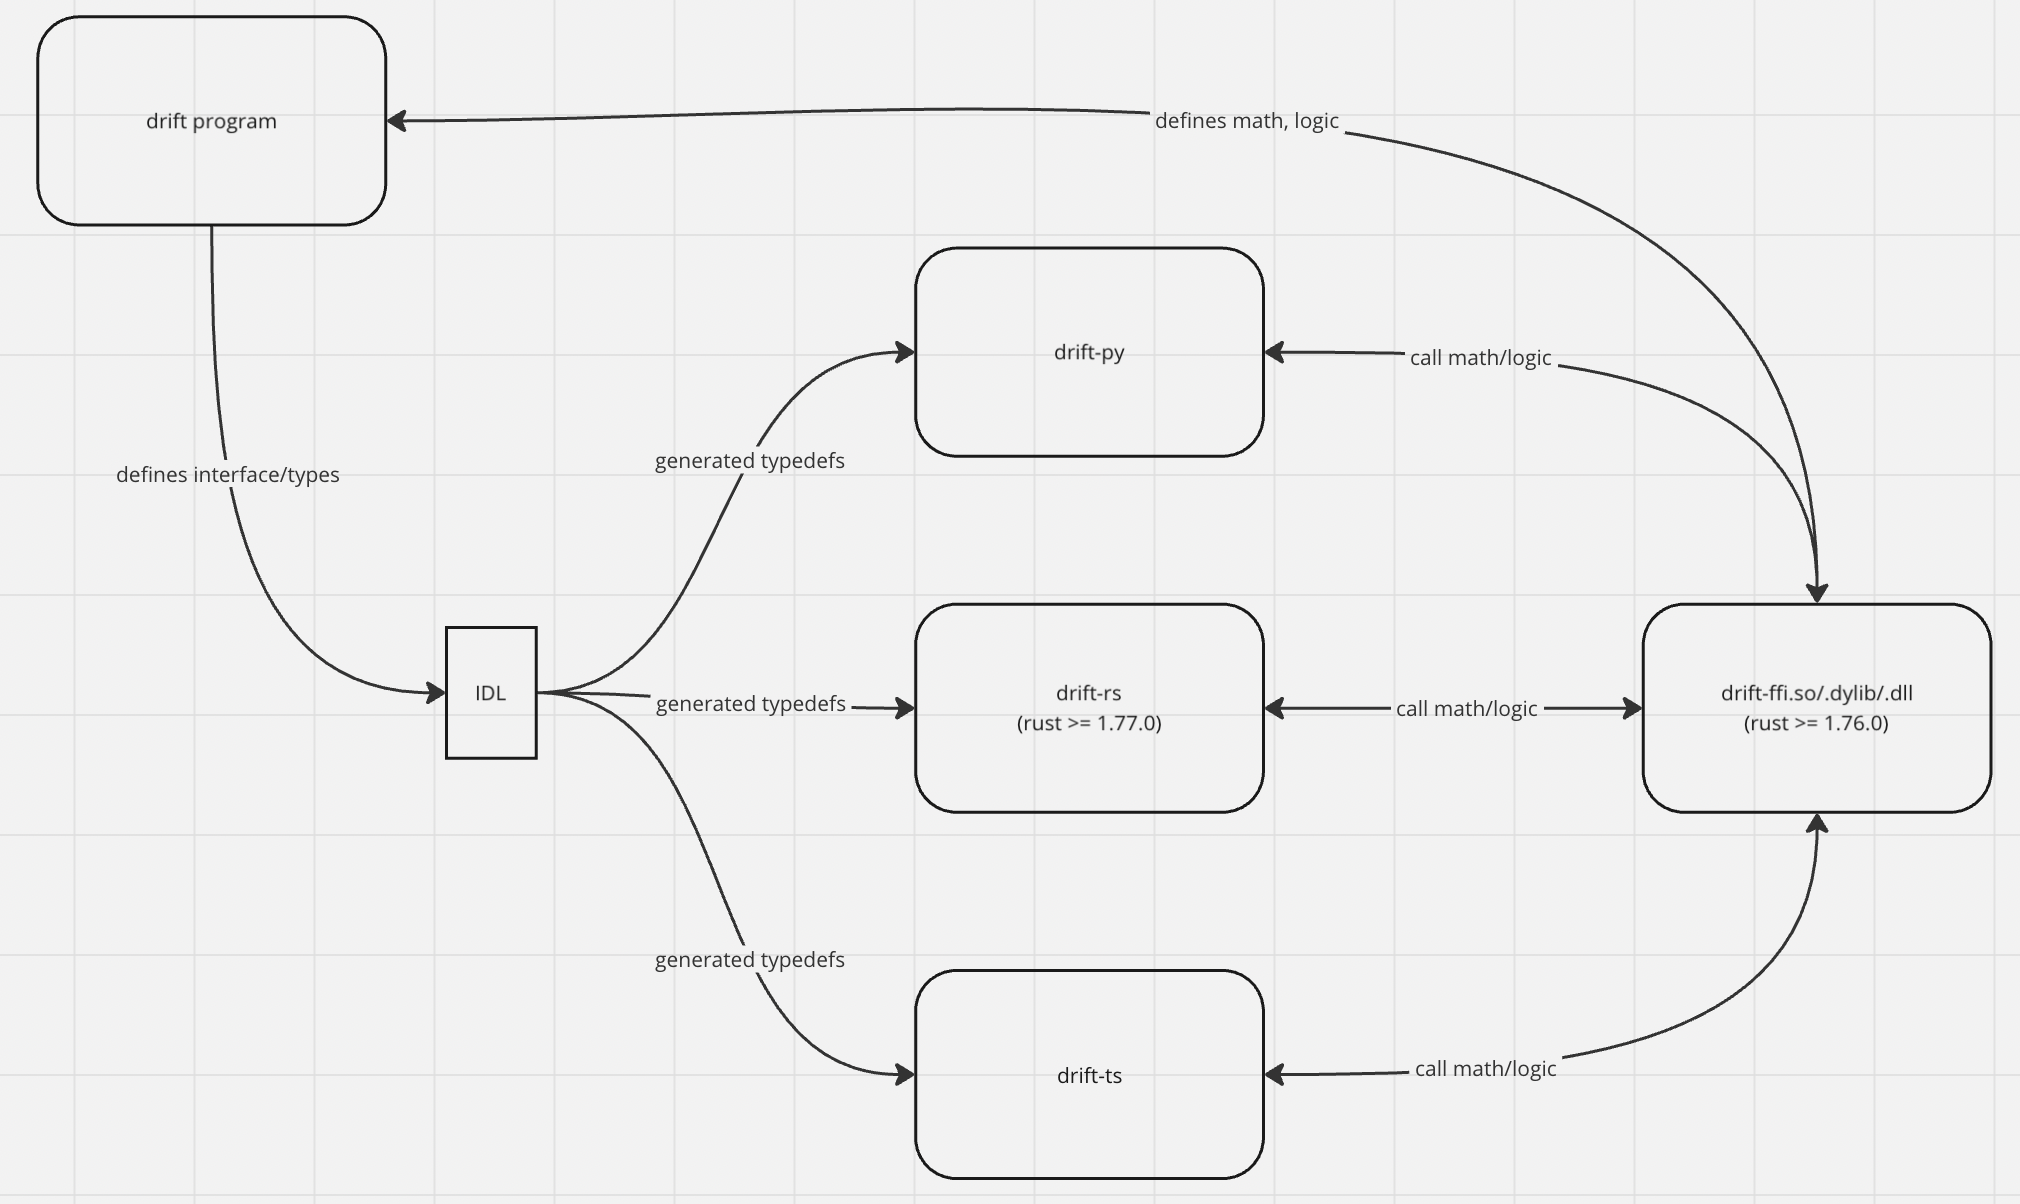 drift program
defines math, logic
drift-py
call math/logic
generated typedefs
defines interface/types
IDL
generated typedefs
drift-rs
(rust >= 1.77.0)
call math/logic
drift-ffi.so/.dylib/.dll
(rust >= 1.76.0)
generated typedefs
drift-ts
call math/logic